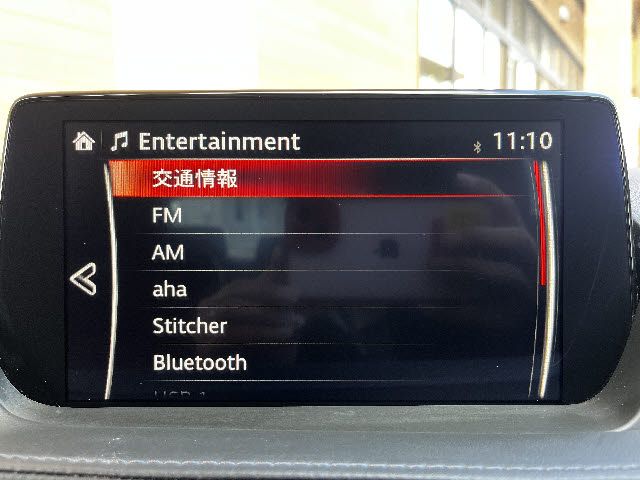 Entertainment 11:10
交通情報
FM
AM
aha
Stitcher
Bluetooth